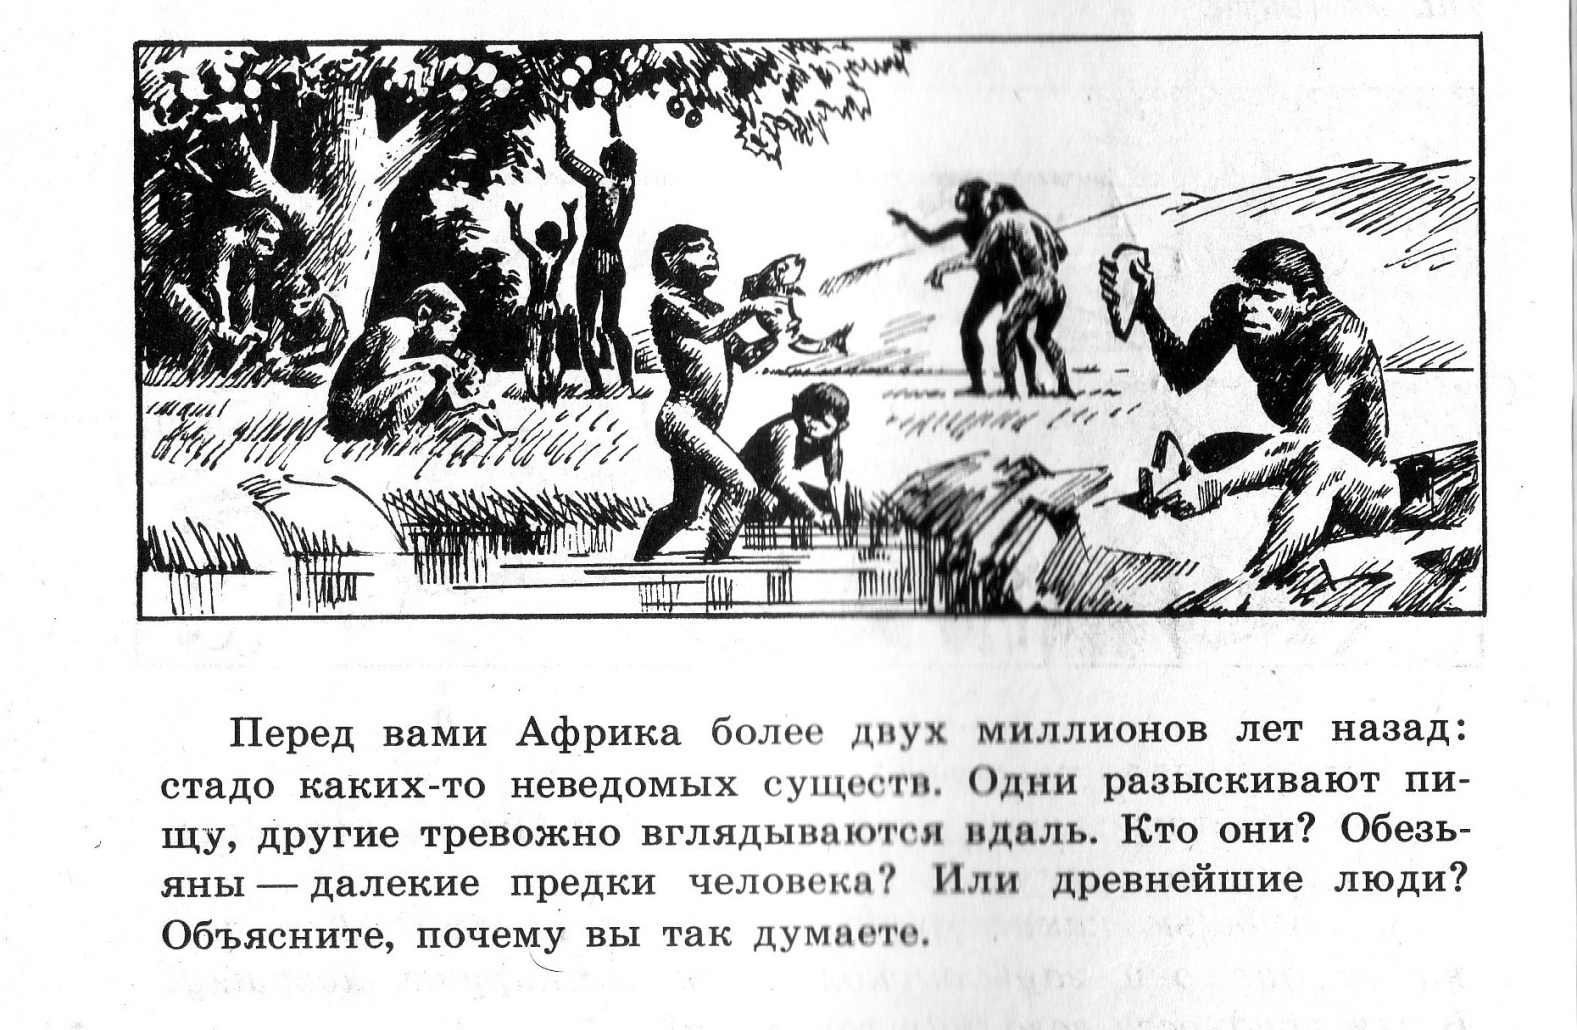 Перед вами Африка более двух миллионов лет назад:
стадо каких-то неведомых существ. Одни разыскивают пи-
щу, другие тревожно вглядываются вдаль. Кто они? Обезь-
яны — далекие предки человека? Или древнейшие люди?
Объясните, почему вы так думаете.